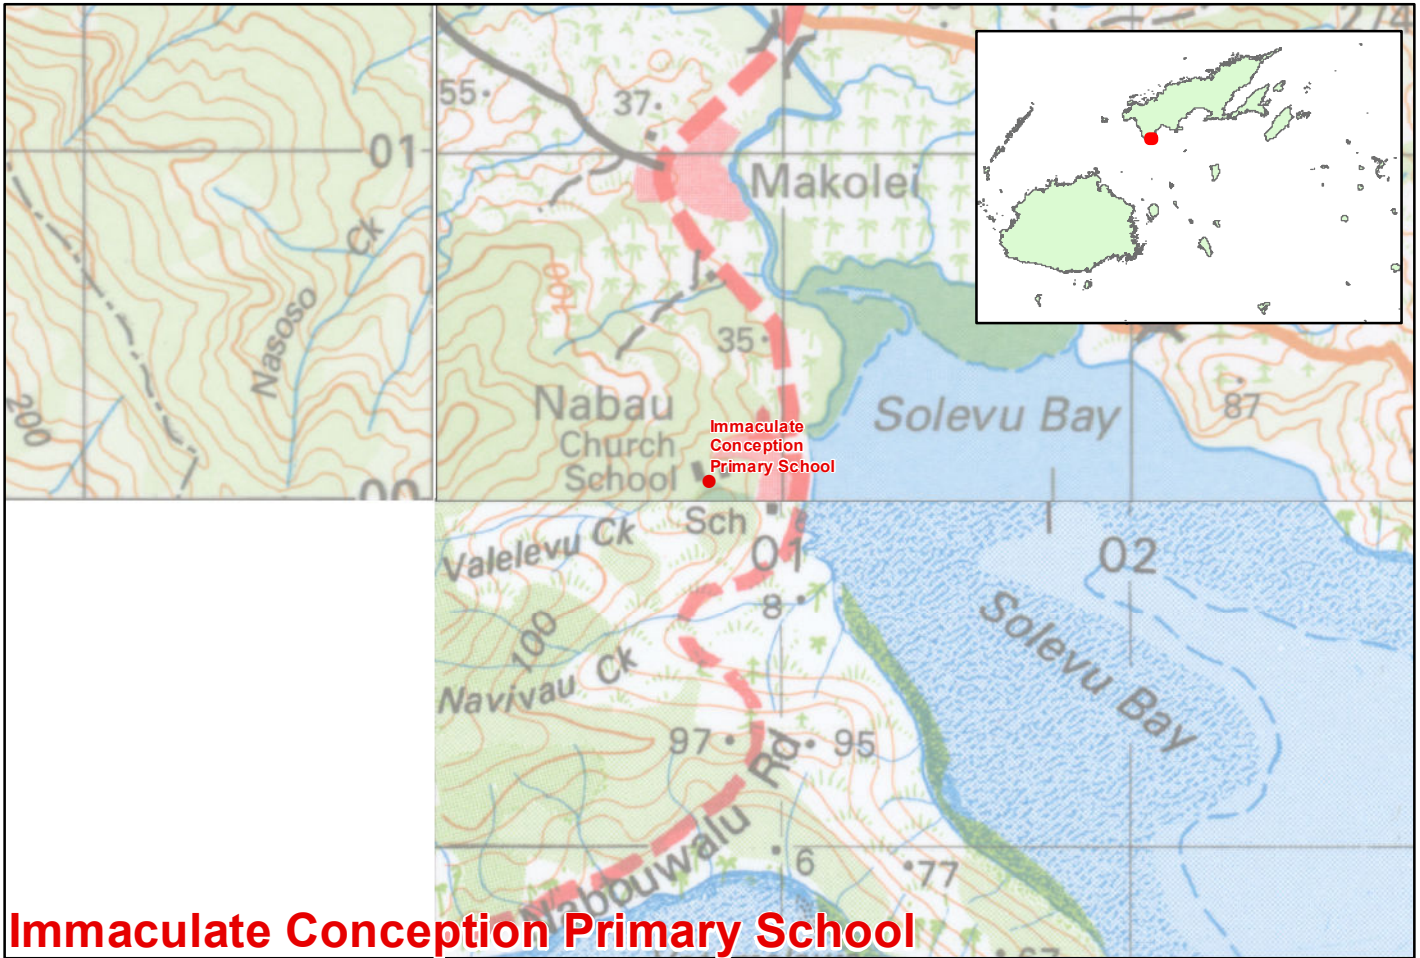 55
37
01
Makolei
Ck
Nasoso
100
35
200
Nabau
Church
School
Immaculate
Conception
Primary School
Solevu Bay
87
Sch
Valelevu Ck
01
02
8
100
Navivau Ck
Solevu Bay
97
95
Nabouwalu Rd
6
77
Immaculate Conception Primary School